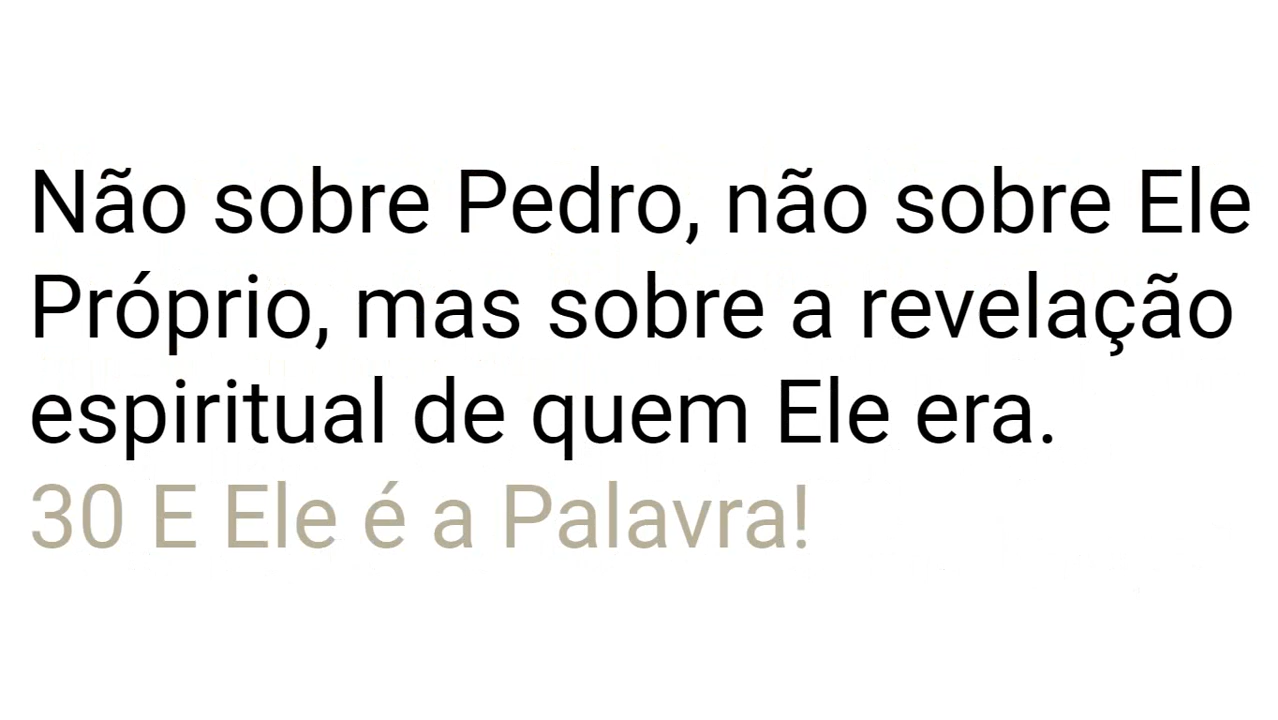 Não sobre Pedro, não sobre Ele
Próprio, mas sobre a revelação
espiritual de quem Ele era.
30 E Ele é a Palavra!